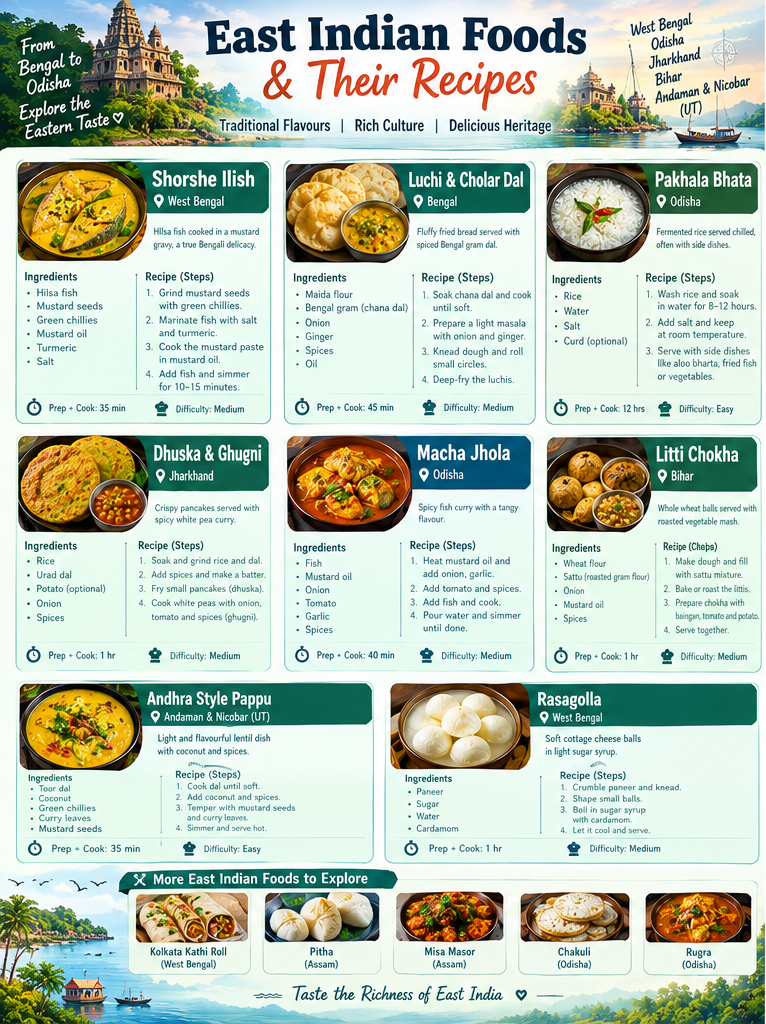 From
Bengal to
Odisha
Explore the
Eastern Taste ♡
East Indian Foods
& Their Recipes
Traditional Flavours | Rich Culture | Delicious Heritage
West Bengal
Odisha
Jharkhand
Bihar
Andaman & Nicobar
(UT)
Shorshe Ilish
West Bengal
Hilsa fish cooked in a mustard
gravy, a true Bengali delicacy.
Ingredients
• Hilsa fish
• Mustard seeds
• Green chillies
• Mustard oil
• Turmeric
• Salt
Recipe (Steps)
1. Grind mustard seeds
with green chillies.
2. Marinate fish with salt
and turmeric.
3. Cook the mustard paste
in mustard oil.
4. Add fish and simmer
for 10–15 minutes.
Prep + Cook: 35 min
Difficulty: Medium
Luchi & Cholar Dal
Bengal
Fluffy fried bread served with
spiced Bengal gram dal.
Ingredients
• Maida flour
• Bengal gram (chana dal)
• Onion
• Ginger
• Spices
• Oil
Recipe (Steps)
1. Soak chana dal and cook
until soft.
2. Prepare a light masala
with onion and ginger.
3. Knead dough and roll
small circles.
4. Deep-fry the luchis.
Prep + Cook: 45 min
Difficulty: Medium
Pakhala Bhata
Odisha
Fermented rice served chilled,
often with side dishes.
Ingredients
• Rice
• Water
• Salt
• Curd (optional)
Recipe (Steps)
1. Wash rice and soak
in water for 8–12 hours.
2. Add salt and keep
at room temperature.
3. Serve with side dishes
like aloo bharta, fried fish
or vegetables.
Prep + Cook: 12 hrs
Difficulty: Easy
Dhuska & Ghugni
Jharkhand
Crispy pancakes served with
spicy white pea curry.
Ingredients
• Rice
• Urad dal
• Potato (optional)
• Onion
• Spices
Recipe (Steps)
1. Soak and grind rice and dal.
2. Add spices and make a batter.
3. Fry small pancakes (dhuska).
4. Cook white peas with onion,
tomato and spices (ghugni).
Prep + Cook: 1 hr
Difficulty: Medium
Macha Jhola
Odisha
Spicy fish curry with a tangy
flavour.
Ingredients
• Fish
• Mustard oil
• Onion
• Tomato
• Garlic
• Spices
Recipe (Steps)
1. Heat mustard oil and
add onion, garlic.
2. Add tomato and spices.
3. Add fish and cook.
4. Pour water and simmer
until done.
Prep + Cook: 40 min
Difficulty: Medium
Litti Chokha
Bihar
Whole wheat balls served with
roasted vegetable mash.
Ingredients
• Wheat flour
• Sattu (roasted gram flour)
• Onion
• Mustard oil
• Spices
Recipe (Chebps)
1. Make dough and fill
with sattu mixture.
2. Bake or roast the littis.
3. Prepare chokha with
baingan, tomato and potato.
4. Serve together.
Prep + Cook: 1 hr
Difficulty: Medium
Andhra Style Pappu
Andaman & Nicobar (UT)
Light and flavourful lentil dish
with coconut and spices.
Ingredients
• Toor dal
• Coconut
• Green chillies
• Curry leaves
• Mustard seeds
Recipe (Steps)
1. Cook dal until soft.
2. Add coconut and spices.
3. Temper with mustard seeds
and curry leaves.
4. Simmer and serve hot.
Prep + Cook: 35 min
Difficulty: Easy
Rasagolla
West Bengal
Soft cottage cheese balls
in light sugar syrup.
Ingredients
• Paneer
• Sugar
• Water
• Cardamom
Recipe (Steps)
1. Crumble paneer and knead.
2. Shape small balls.
3. Boil in sugar syrup
with cardamom.
4. Let it cool and serve.
Prep + Cook: 1 hr
Difficulty: Medium
More East Indian Foods to Explore
Kolkata Kathi Roll
(West Bengal)
Pitha
(Assam)
Misa Masor
(Assam)
Chakuli
(Odisha)
Rugra
(Odisha)
Taste the Richness of East India ♡